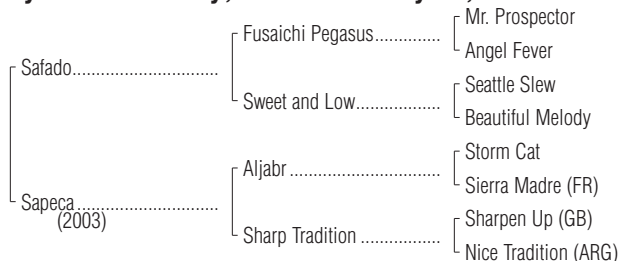 Mr. Prospector
Fusaichi Pegasus...............
Angel Fever
Safado................................
Seattle Slew
Sweet and Low...................
Beautiful Melody
Storm Cat
Aljabr ..................................
Sierra Madre (FR)
Sapeca ...............................
(2003)
Sharpen Up (GB)
Sharp Tradition ..................
Nice Tradition (ARG)